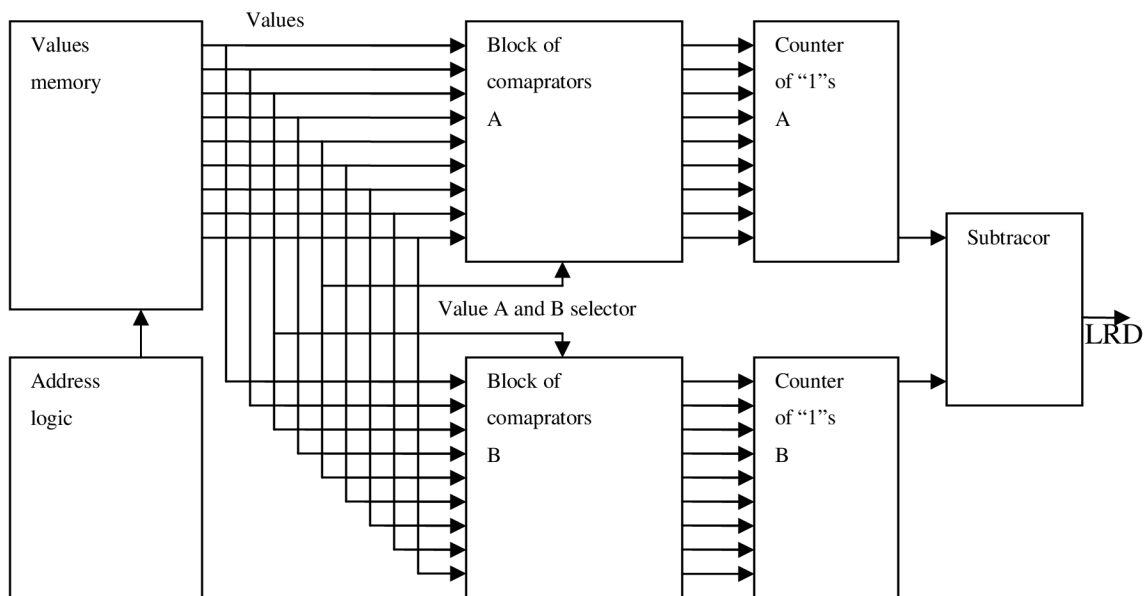 Values
Values
memory
Block of
comaprators
A
Counter
of “1”s
A
Subtracor
Value A and B selector
LRD
Address
logic
Block of
comaprators
B
Counter
of “1”s
B